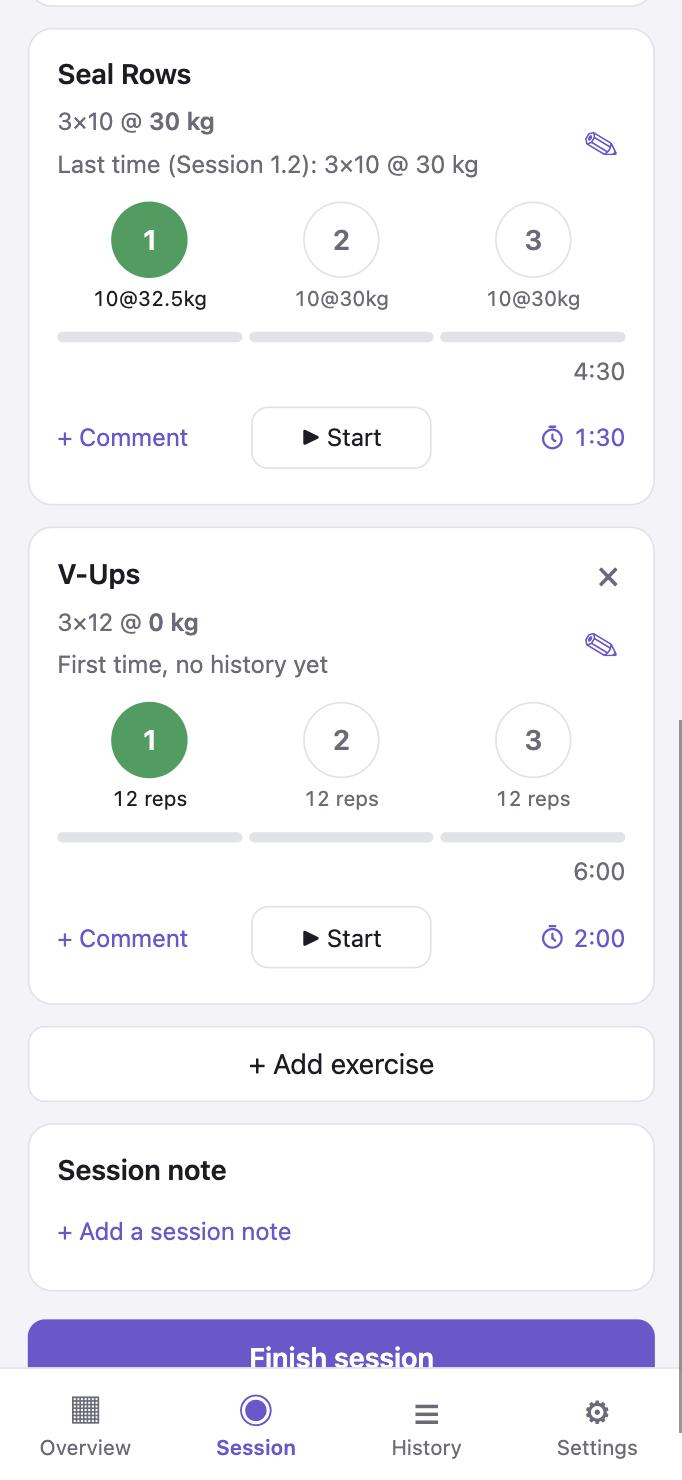 Seal Rows
3×10 @ 30 kg
Last time (Session 1.2): 3×10 @ 30 kg
1 2 3
10@32.5kg 10@30kg 10@30kg
4:30
+ Comment ▶ Start 1:30
V-Ups ✕
3×12 @ 0 kg
First time, no history yet
1 2 3
12 reps 12 reps 12 reps
6:00
+ Comment ▶ Start 2:00
+ Add exercise
Session note
+ Add a session note
Finish session
Overview Session History Settings